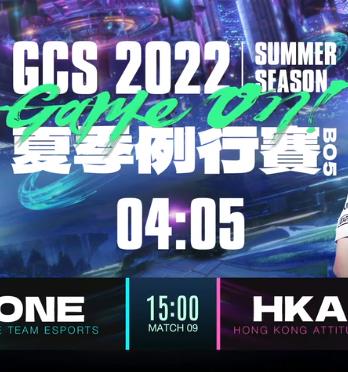 GCS 2022
SUMMER
SEASON
Game On!
夏季例行賽
BO5
04:05
ONE
E TEAM ESPORTS
15:00
MATCH 09
HKA
HONG KONG ATTITU